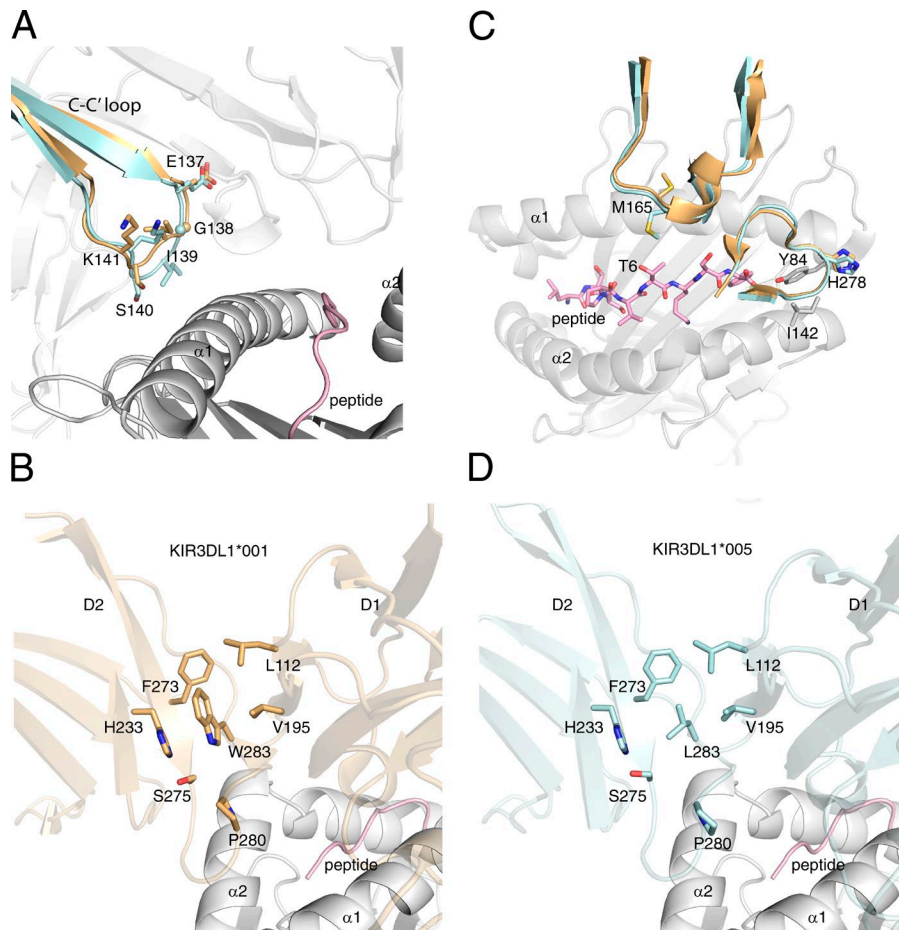 A
C-C' loop
E137
G138
K141
I139
S140
α2
α1
peptide
C
α1
M165
T6
Y84
H278
peptide
I142
α2
B
KIR3DL1*001
D2
D1
L112
F273
H233
V195
W283
S275
P280
peptide
α2
α1
D
KIR3DL1*005
D2
D1
L112
F273
H233
V195
L283
S275
P280
peptide
α2
α1